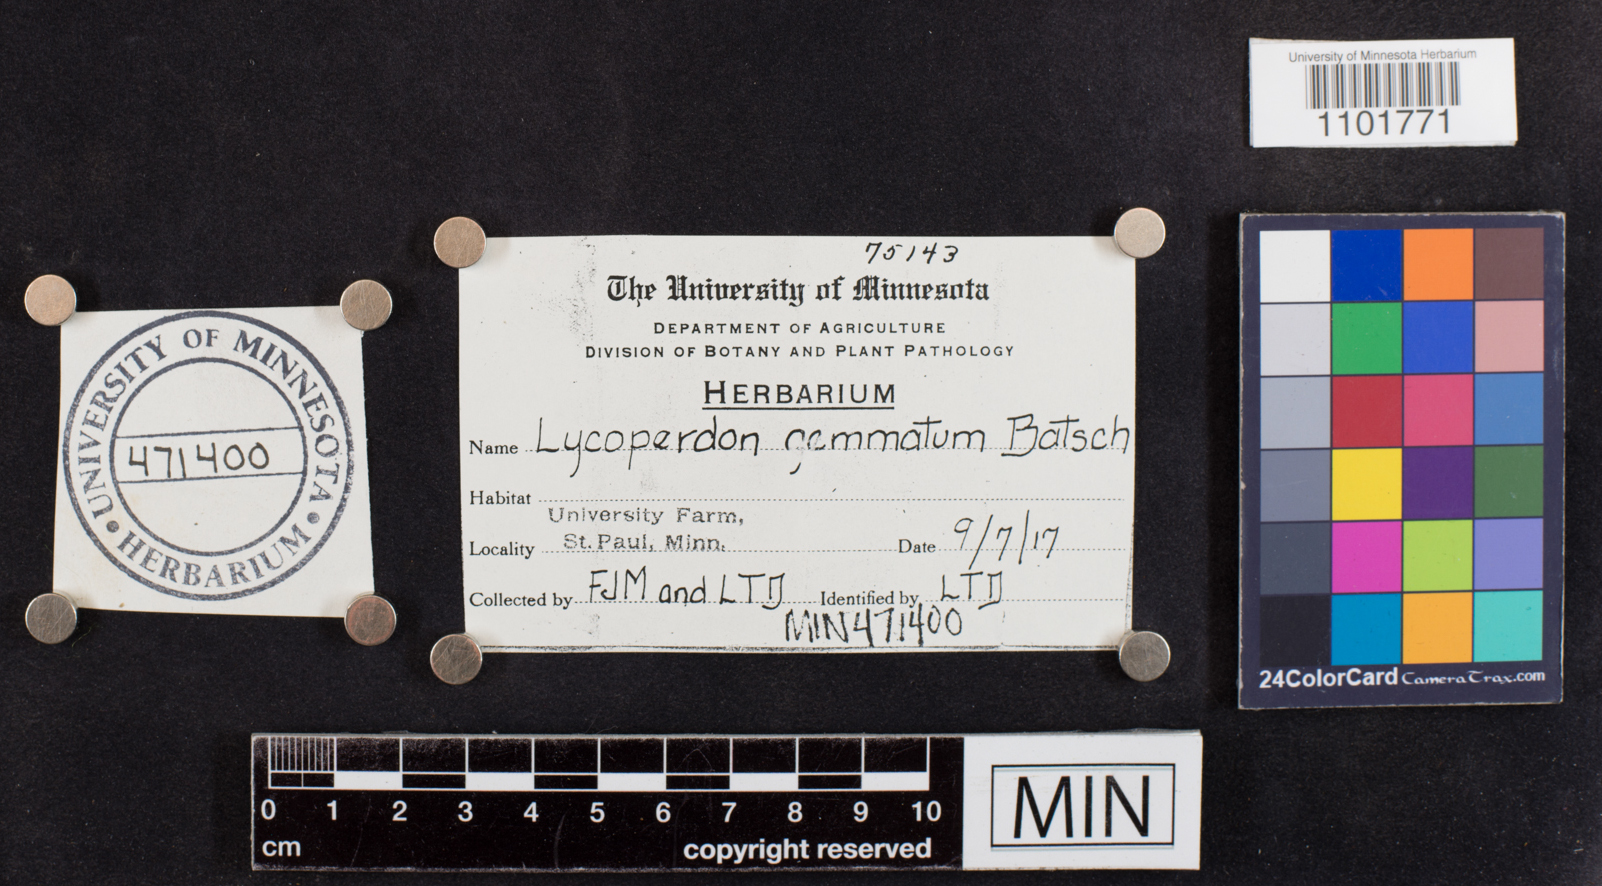 University of Minnesota Herbarium
1101771
UNIVERSITY OF MINNESOTA
471400
• HERBARIUM •
75143
The University of Minnesota
DEPARTMENT OF AGRICULTURE
DIVISION OF BOTANY AND PLANT PATHOLOGY
HERBARIUM
Name Lycoperdon gemmatum Batsch
Habitat
University Farm,
Locality St. Paul, Minn. Date 9/7/17
Collected by FJM and LTD Identified by LTD
MIN471400
24ColorCard CameraTrax.com
0 1 2 3 4 5 6 7 8 9 10
cm copyright reserved
MIN